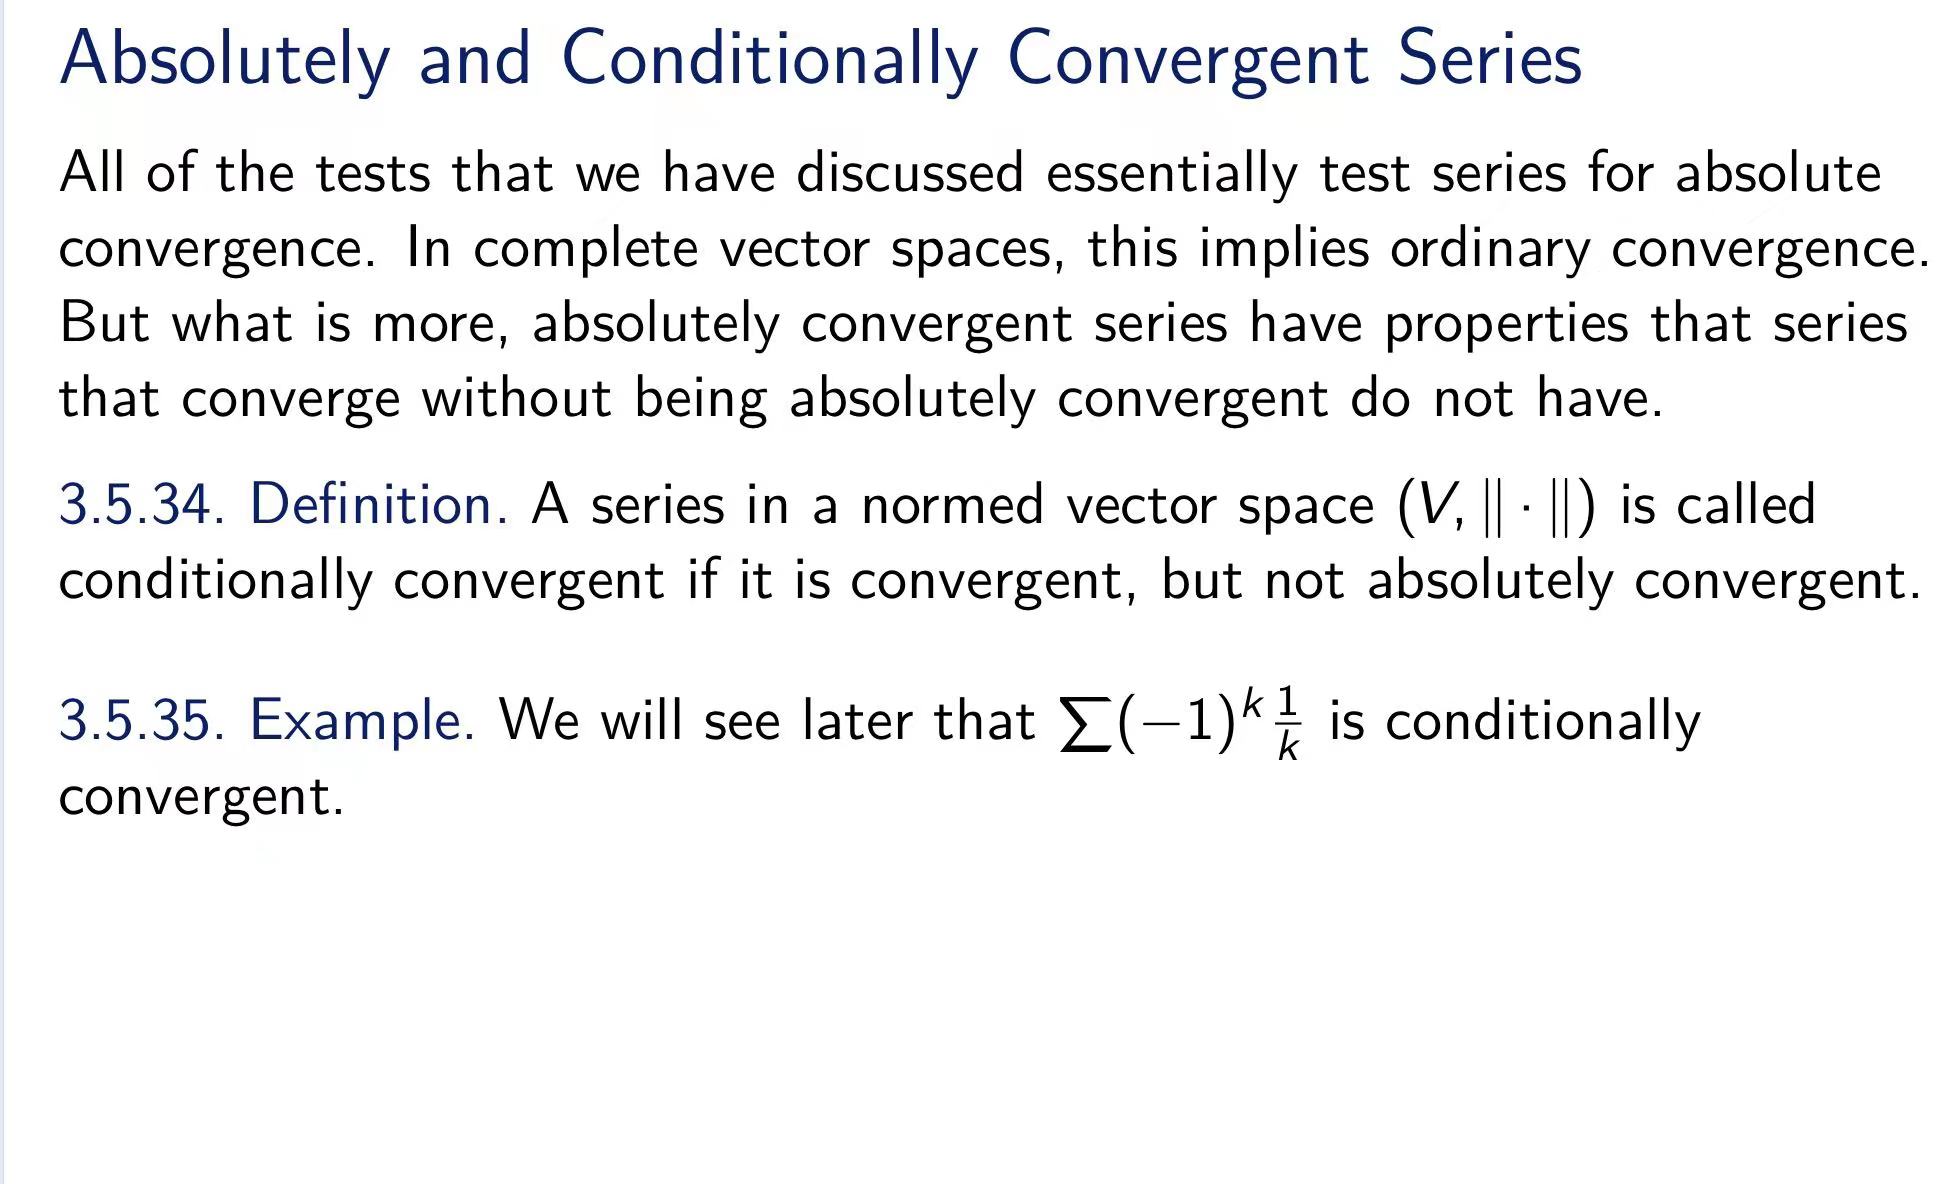 Absolutely and Conditionally Convergent Series
All of the tests that we have discussed essentially test series for absolute
convergence. In complete vector spaces, this implies ordinary convergence.
But what is more, absolutely convergent series have properties that series
that converge without being absolutely convergent do not have.
3.5.34. Definition. A series in a normed vector space (V, ‖ · ‖) is called
conditionally convergent if it is convergent, but not absolutely convergent.
3.5.35. Example. We will see later that ∑(−1)^k 1/k is conditionally
convergent.